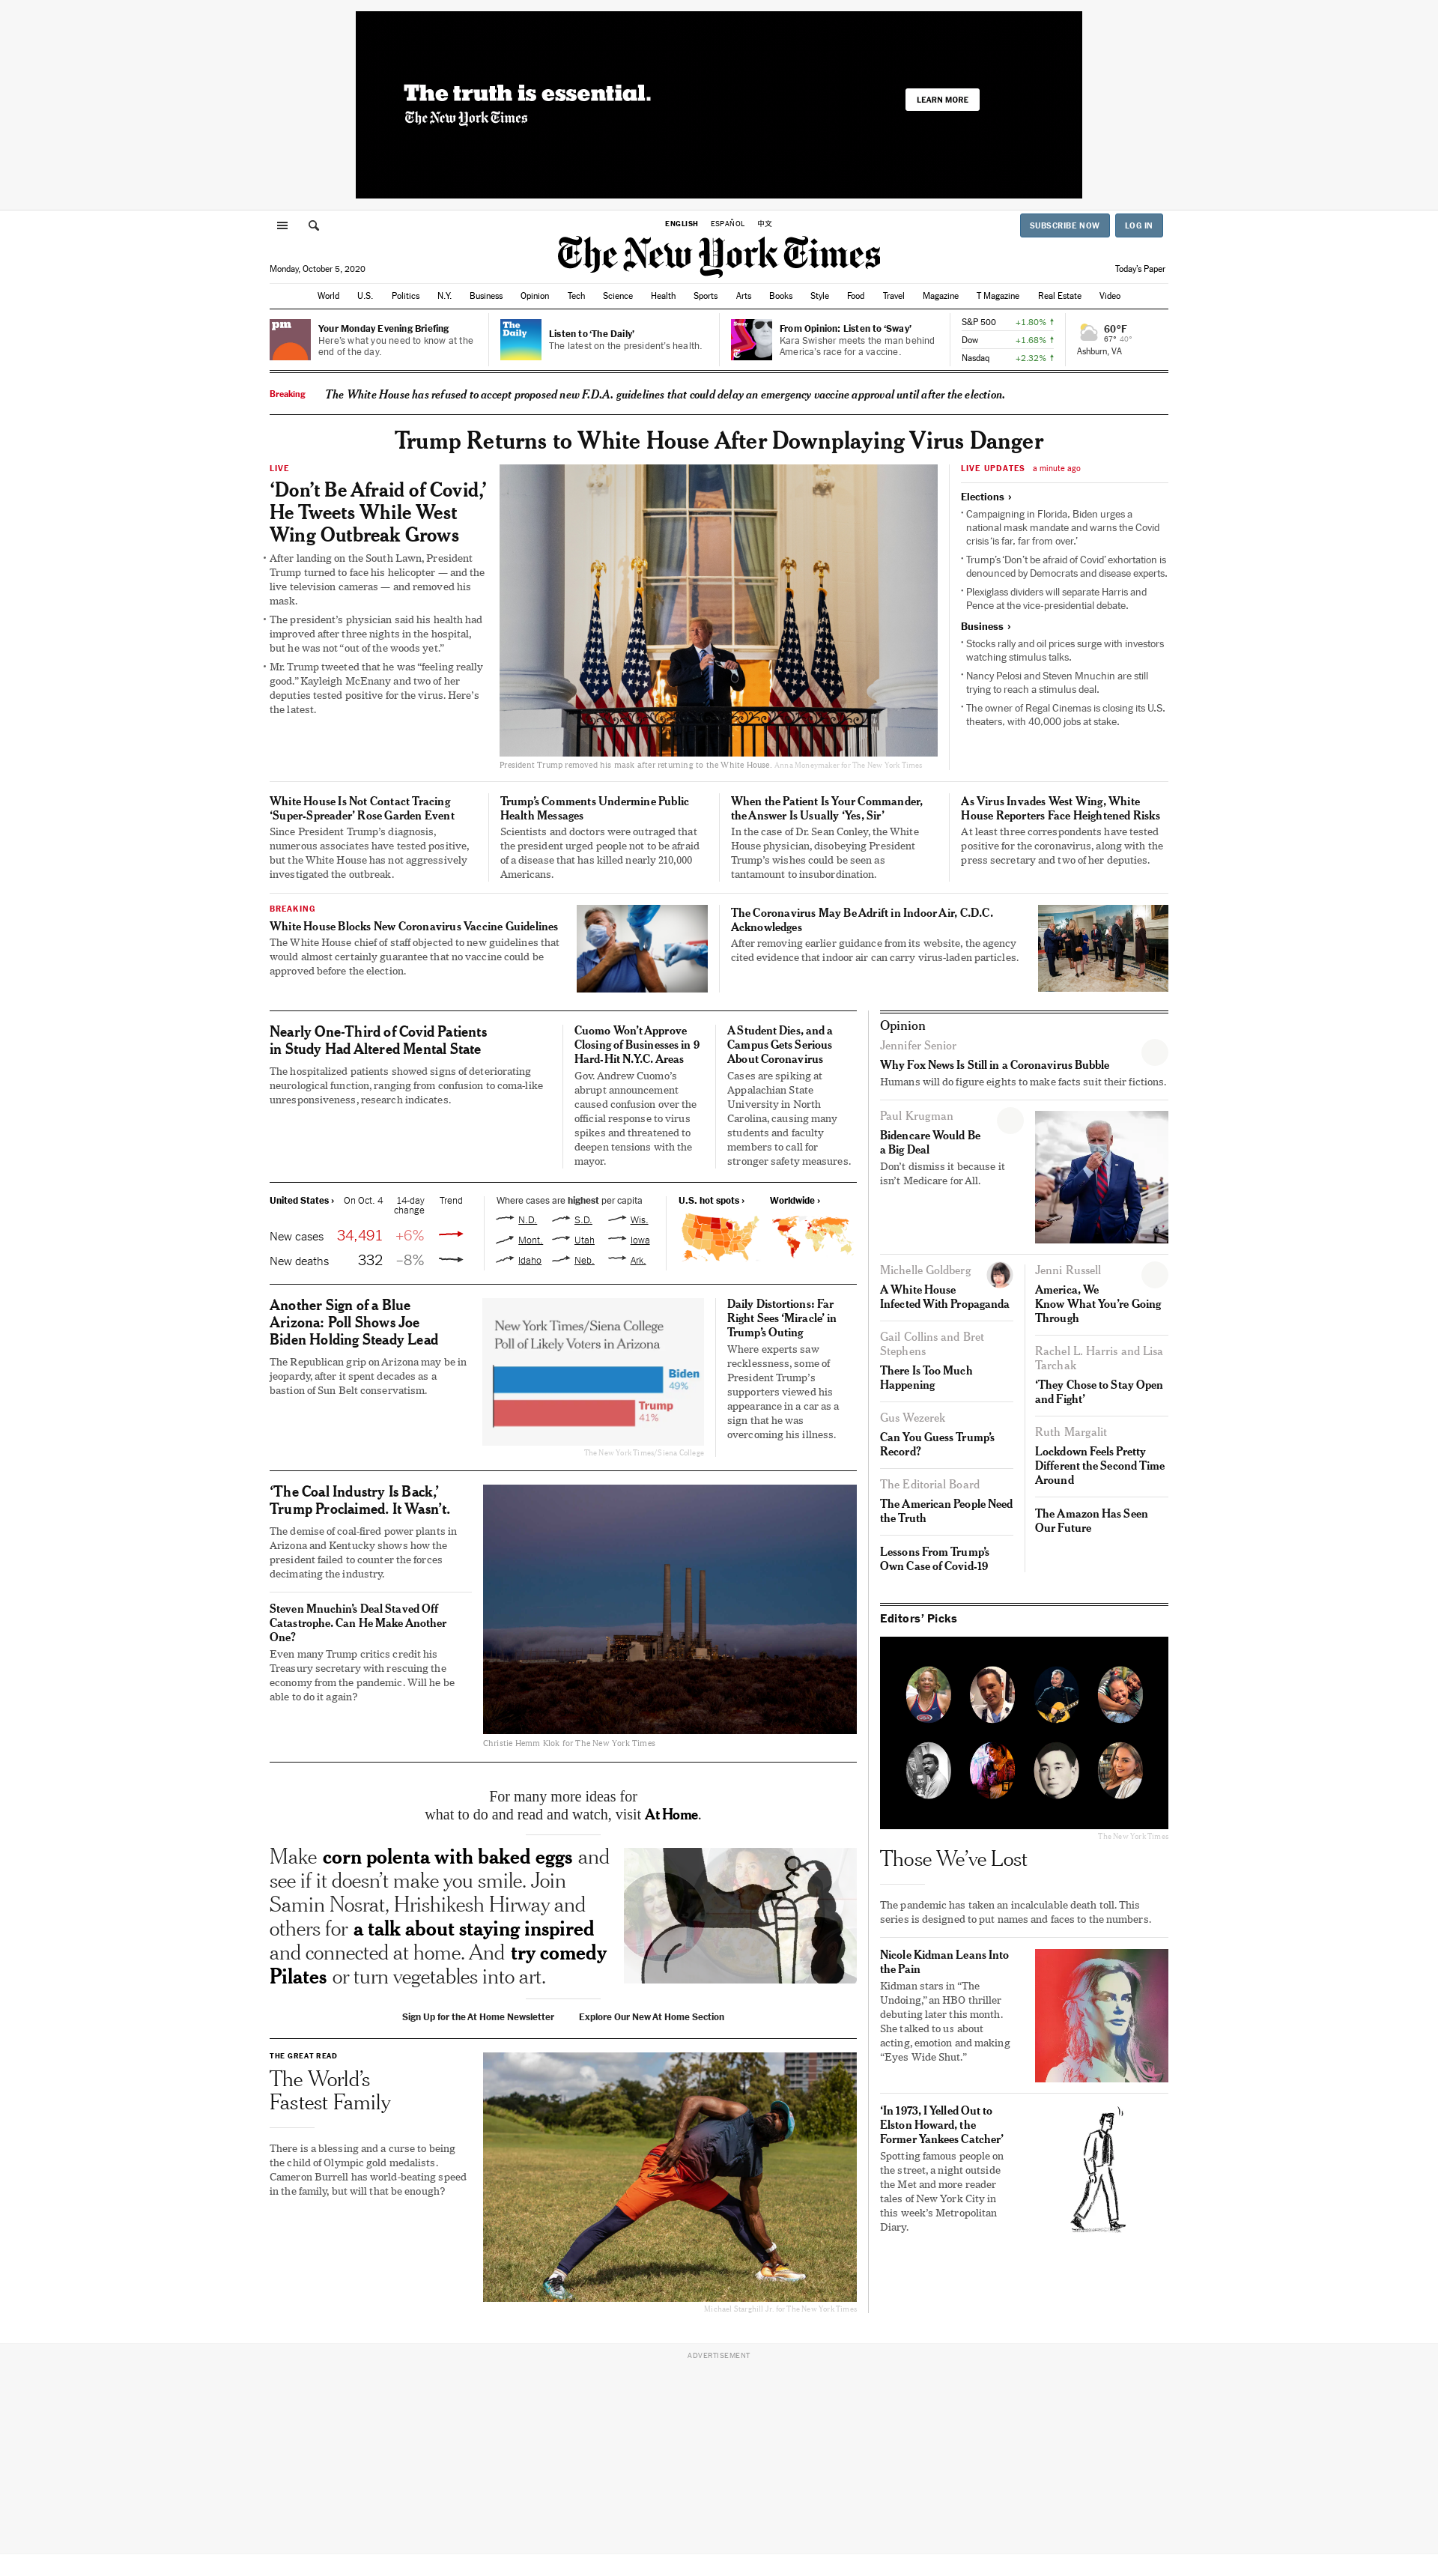 The truth is essential.
The New York Times
LEARN MORE
ENGLISH ESPAÑOL 中文
SUBSCRIBE NOW LOG IN
The New York Times
Monday, October 5, 2020
Today's Paper
World U.S. Politics N.Y. Business Opinion Tech Science Health Sports Arts Books Style Food Travel Magazine T Magazine Real Estate Video
pm
Your Monday Evening Briefing
Here's what you need to know at the
end of the day.
The
Daily
Listen to 'The Daily'
The latest on the president's health.
Sway
From Opinion: Listen to 'Sway'
Kara Swisher meets the man behind
America's race for a vaccine.
S&P 500 +1.80% ↑
Dow +1.68% ↑
Nasdaq +2.32% ↑
60°F
67° 40°
Ashburn, VA
Breaking
The White House has refused to accept proposed new F.D.A. guidelines that could delay an emergency vaccine approval until after the election.
Trump Returns to White House After Downplaying Virus Danger
LIVE
‘Don’t Be Afraid of Covid,’
He Tweets While West
Wing Outbreak Grows
• After landing on the South Lawn, President
Trump turned to face his helicopter — and the
live television cameras — and removed his
mask.
• The president’s physician said his health had
improved after three nights in the hospital,
but he was not “out of the woods yet.”
• Mr. Trump tweeted that he was “feeling really
good.” Kayleigh McEnany and two of her
deputies tested positive for the virus. Here’s
the latest.
President Trump removed his mask after returning to the White House. Anna Moneymaker for The New York Times
LIVE UPDATES a minute ago
Elections ›
• Campaigning in Florida, Biden urges a
national mask mandate and warns the Covid
crisis ‘is far, far from over.’
• Trump’s ‘Don’t be afraid of Covid’ exhortation is
denounced by Democrats and disease experts.
• Plexiglass dividers will separate Harris and
Pence at the vice-presidential debate.
Business ›
• Stocks rally and oil prices surge with investors
watching stimulus talks.
• Nancy Pelosi and Steven Mnuchin are still
trying to reach a stimulus deal.
• The owner of Regal Cinemas is closing its U.S.
theaters, with 40,000 jobs at stake.
White House Is Not Contact Tracing
‘Super-Spreader’ Rose Garden Event
Since President Trump’s diagnosis,
numerous associates have tested positive,
but the White House has not aggressively
investigated the outbreak.
Trump’s Comments Undermine Public
Health Messages
Scientists and doctors were outraged that
the president urged people not to be afraid
of a disease that has killed nearly 210,000
Americans.
When the Patient Is Your Commander,
the Answer Is Usually ‘Yes, Sir’
In the case of Dr. Sean Conley, the White
House physician, disobeying President
Trump’s wishes could be seen as
tantamount to insubordination.
As Virus Invades West Wing, White
House Reporters Face Heightened Risks
At least three correspondents have tested
positive for the coronavirus, along with the
press secretary and two of her deputies.
BREAKING
White House Blocks New Coronavirus Vaccine Guidelines
The White House chief of staff objected to new guidelines that
would almost certainly guarantee that no vaccine could be
approved before the election.
The Coronavirus May Be Adrift in Indoor Air, C.D.C.
Acknowledges
After removing earlier guidance from its website, the agency
cited evidence that indoor air can carry virus-laden particles.
Nearly One-Third of Covid Patients
in Study Had Altered Mental State
The hospitalized patients showed signs of deteriorating
neurological function, ranging from confusion to coma-like
unresponsiveness, research indicates.
Cuomo Won’t Approve
Closing of Businesses in 9
Hard-Hit N.Y.C. Areas
Gov. Andrew Cuomo’s
abrupt announcement
caused confusion over the
official response to virus
spikes and threatened to
deepen tensions with the
mayor.
A Student Dies, and a
Campus Gets Serious
About Coronavirus
Cases are spiking at
Appalachian State
University in North
Carolina, causing many
students and faculty
members to call for
stronger safety measures.
United States › On Oct. 4 14-day Trend
change
New cases 34,491 +6%
New deaths 332 –8%
Where cases are highest per capita
N.D. S.D. Wis.
Mont. Utah Iowa
Idaho Neb. Ark.
U.S. hot spots › Worldwide ›
Another Sign of a Blue
Arizona: Poll Shows Joe
Biden Holding Steady Lead
The Republican grip on Arizona may be in
jeopardy, after it spent decades as a
bastion of Sun Belt conservatism.
New York Times/Siena College
Poll of Likely Voters in Arizona
Biden
49%
Trump
41%
The New York Times/Siena College
Daily Distortions: Far
Right Sees ‘Miracle’ in
Trump’s Outing
Where experts saw
recklessness, some of
President Trump’s
supporters viewed his
appearance in a car as a
sign that he was
overcoming his illness.
‘The Coal Industry Is Back,’
Trump Proclaimed. It Wasn’t.
The demise of coal-fired power plants in
Arizona and Kentucky shows how the
president failed to counter the forces
decimating the industry.
Steven Mnuchin’s Deal Staved Off
Catastrophe. Can He Make Another
One?
Even many Trump critics credit his
Treasury secretary with rescuing the
economy from the pandemic. Will he be
able to do it again?
Christie Hemm Klok for The New York Times
For many more ideas for
what to do and read and watch, visit At Home.
Make corn polenta with baked eggs and
see if it doesn’t make you smile. Join
Samin Nosrat, Hrishikesh Hirway and
others for a talk about staying inspired
and connected at home. And try comedy
Pilates or turn vegetables into art.
Sign Up for the At Home Newsletter Explore Our New At Home Section
THE GREAT READ
The World’s
Fastest Family
There is a blessing and a curse to being
the child of Olympic gold medalists.
Cameron Burrell has world-beating speed
in the family, but will that be enough?
Michael Starghill Jr. for The New York Times
Opinion
Jennifer Senior
Why Fox News Is Still in a Coronavirus Bubble
Humans will do figure eights to make facts suit their fictions.
Paul Krugman
Bidencare Would Be
a Big Deal
Don’t dismiss it because it
isn’t Medicare for All.
Michelle Goldberg
A White House
Infected With Propaganda
Gail Collins and Bret
Stephens
There Is Too Much
Happening
Gus Wezerek
Can You Guess Trump’s
Record?
The Editorial Board
The American People Need
the Truth
Lessons From Trump’s
Own Case of Covid-19
Jenni Russell
America, We
Know What You’re Going
Through
Rachel L. Harris and Lisa
Tarchak
‘They Chose to Stay Open
and Fight’
Ruth Margalit
Lockdown Feels Pretty
Different the Second Time
Around
The Amazon Has Seen
Our Future
Editors’ Picks
The New York Times
Those We’ve Lost
The pandemic has taken an incalculable death toll. This
series is designed to put names and faces to the numbers.
Nicole Kidman Leans Into
the Pain
Kidman stars in “The
Undoing,” an HBO thriller
debuting later this month.
She talked to us about
acting, emotion and making
“Eyes Wide Shut.”
‘In 1973, I Yelled Out to
Elston Howard, the
Former Yankees Catcher’
Spotting famous people on
the street, a night outside
the Met and more reader
tales of New York City in
this week’s Metropolitan
Diary.
ADVERTISEMENT